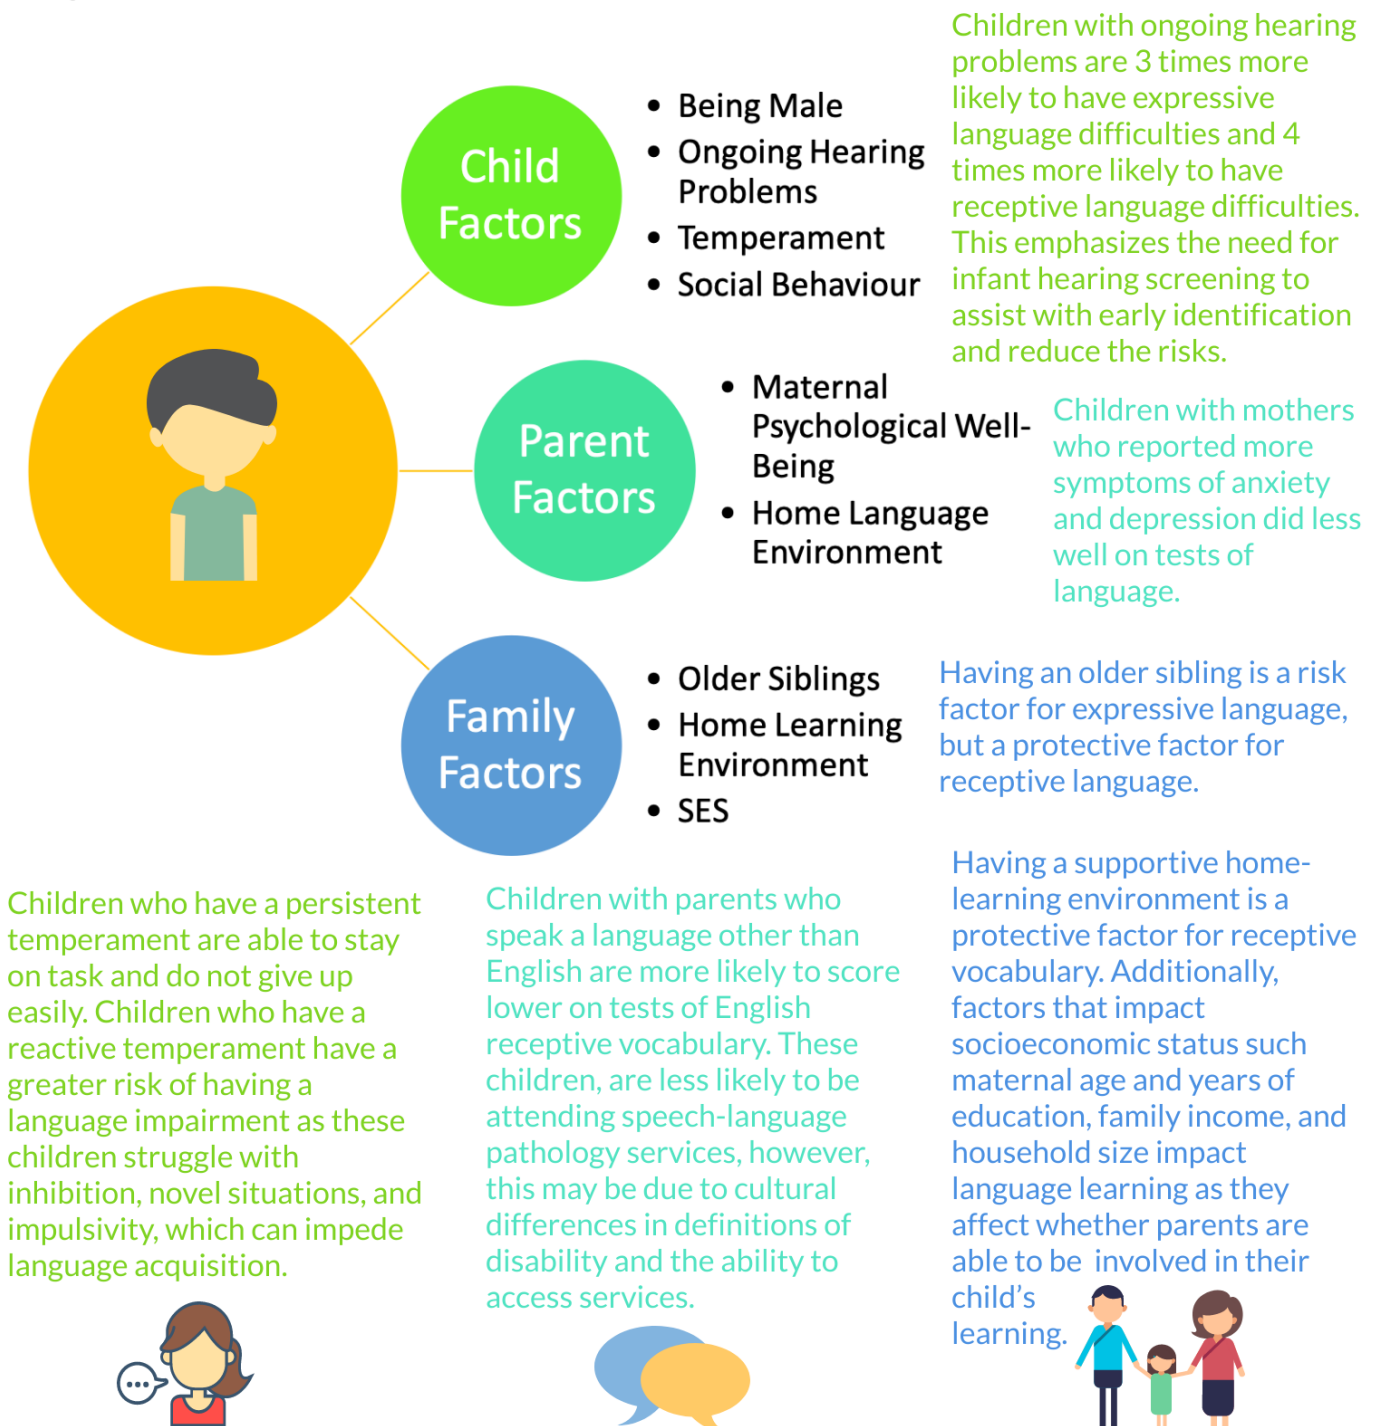 Child
Factors
• Being Male
• Ongoing Hearing
Problems
• Temperament
• Social Behaviour
Children with ongoing hearing
problems are 3 times more
likely to have expressive
language difficulties and 4
times more likely to have
receptive language difficulties.
This emphasizes the need for
infant hearing screening to
assist with early identification
and reduce the risks.
Parent
Factors
• Maternal
Psychological Well-
Being
• Home Language
Environment
Children with mothers
who reported more
symptoms of anxiety
and depression did less
well on tests of
language.
Family
Factors
• Older Siblings
• Home Learning
Environment
• SES
Having an older sibling is a risk
factor for expressive language,
but a protective factor for
receptive language.
Children who have a persistent
temperament are able to stay
on task and do not give up
easily. Children who have a
reactive temperament have a
greater risk of having a
language impairment as these
children struggle with
inhibition, novel situations, and
impulsivity, which can impede
language acquisition.
Children with parents who
speak a language other than
English are more likely to score
lower on tests of English
receptive vocabulary. These
children, are less likely to be
attending speech-language
pathology services, however,
this may be due to cultural
differences in definitions of
disability and the ability to
access services.
Having a supportive home-
learning environment is a
protective factor for receptive
vocabulary. Additionally,
factors that impact
socioeconomic status such
maternal age and years of
education, family income, and
household size impact
language learning as they
affect whether parents are
able to be involved in their
child’s
learning.